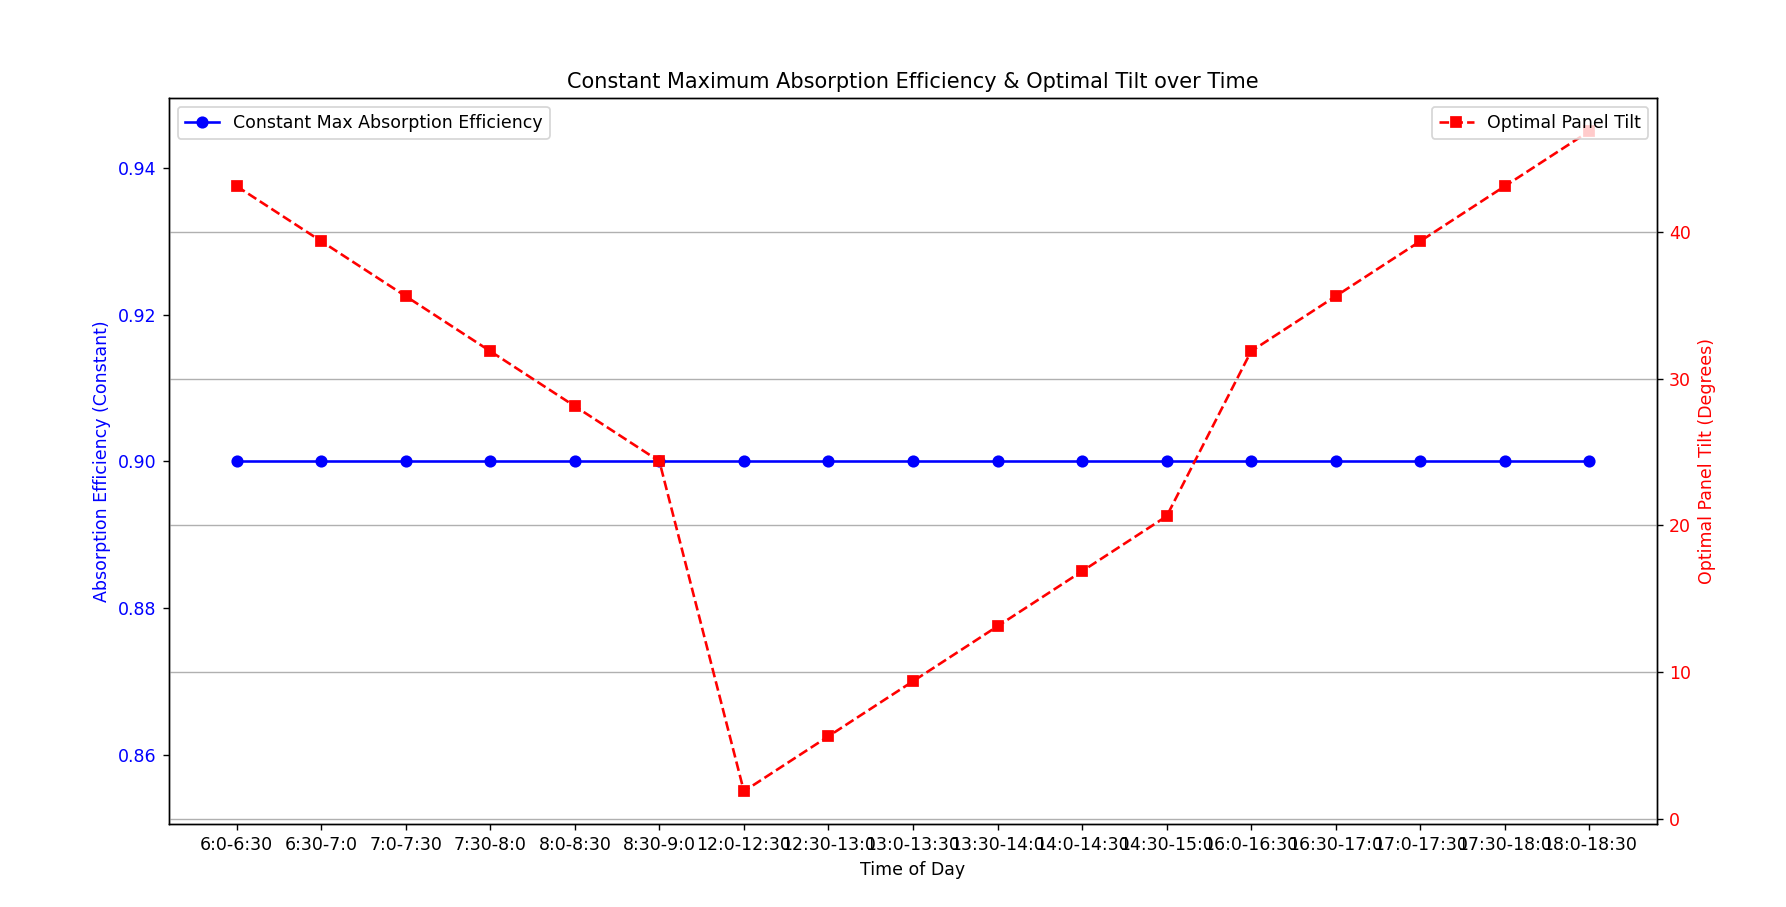 Constant Maximum Absorption Efficiency & Optimal Tilt over Time
Constant Max Absorption Efficiency
Optimal Panel Tilt
0.94
0.92
0.90
0.88
0.86
Absorption Efficiency (Constant)
40
30
20
10
0
Optimal Panel Tilt (Degrees)
6:0-6:30 6:30-7:0 7:0-7:30 7:30-8:0 8:0-8:30 8:30-9:0 12:0-12:30 12:30-13:0 13:0-13:30 13:30-14:0 14:0-14:30 14:30-15:0 16:0-16:30 16:30-17:0 17:0-17:30 17:30-18:0 18:0-18:30
Time of Day